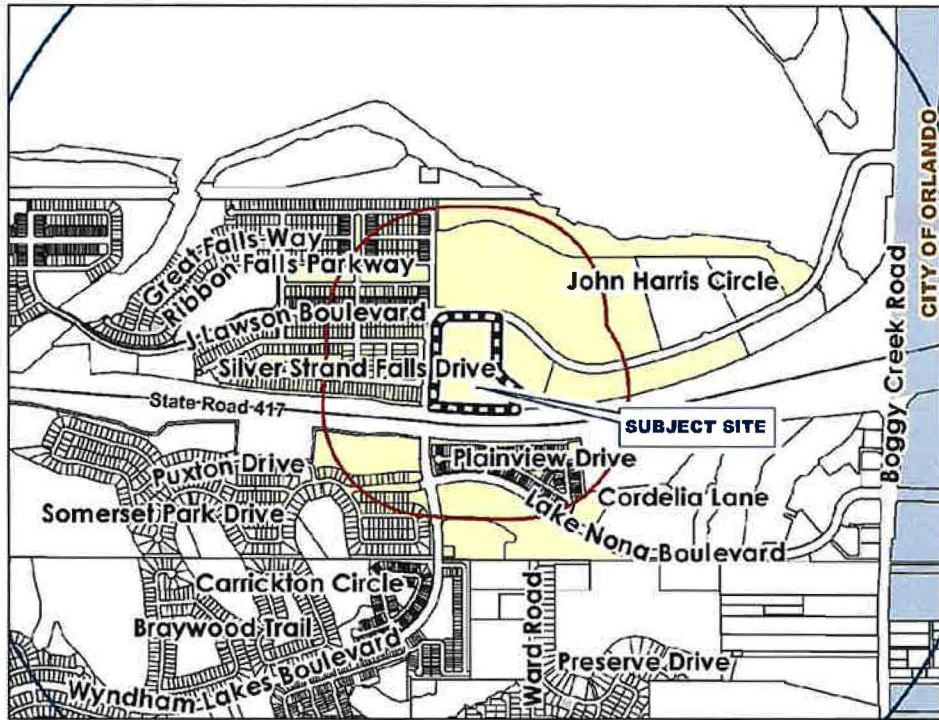 CITY OF ORLANDO
Boggy Creek Road
Great Falls Way
Ribbon Falls Parkway
John Harris Circle
J Lawson Boulevard
Silver Strand Falls Drive
State Road 417
SUBJECT SITE
Plainview Drive
Puxton Drive
Cordelia Lane
Somerset Park Drive
Lake Nona Boulevard
Carrickton Circle
Braywood Trail
Ward Road
Preserve Drive
Wyndham Lakes Boulevard